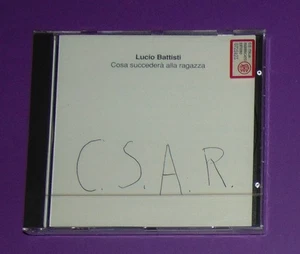 Lucio Battisti
Cosa succederà alla ragazza
C.S.A.R.